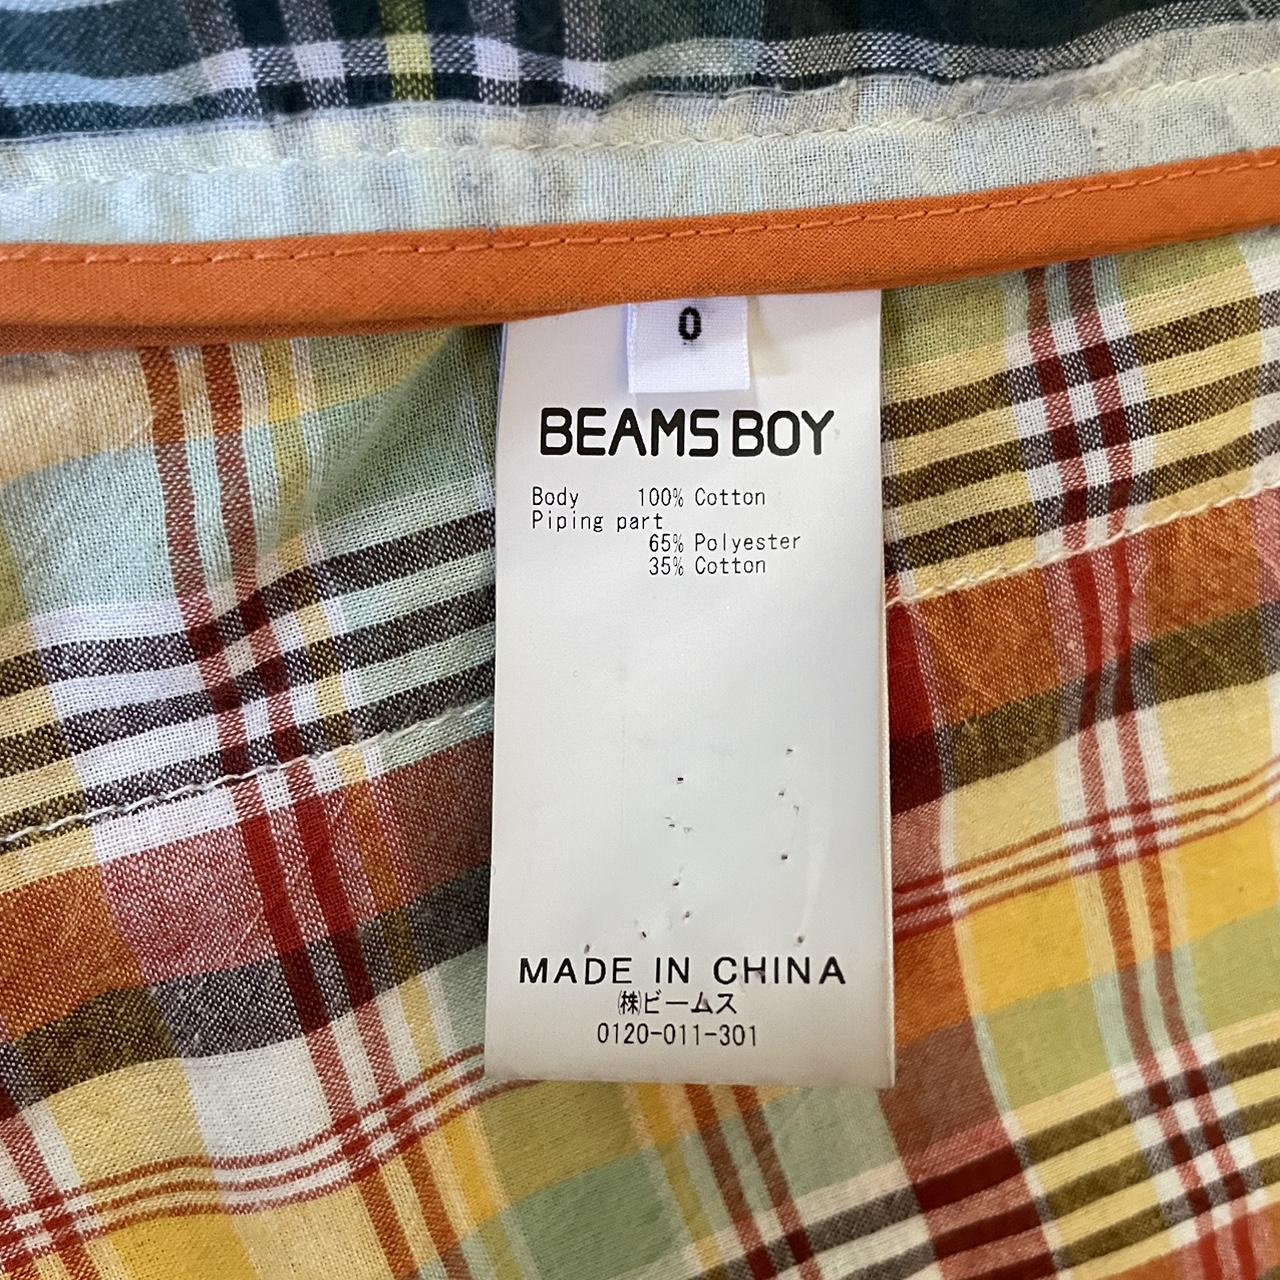 0
BEAMS BOY
Body 100% Cotton
Piping part
65% Polyester
35% Cotton
MADE IN CHINA
㈱ビームス
0120-011-301